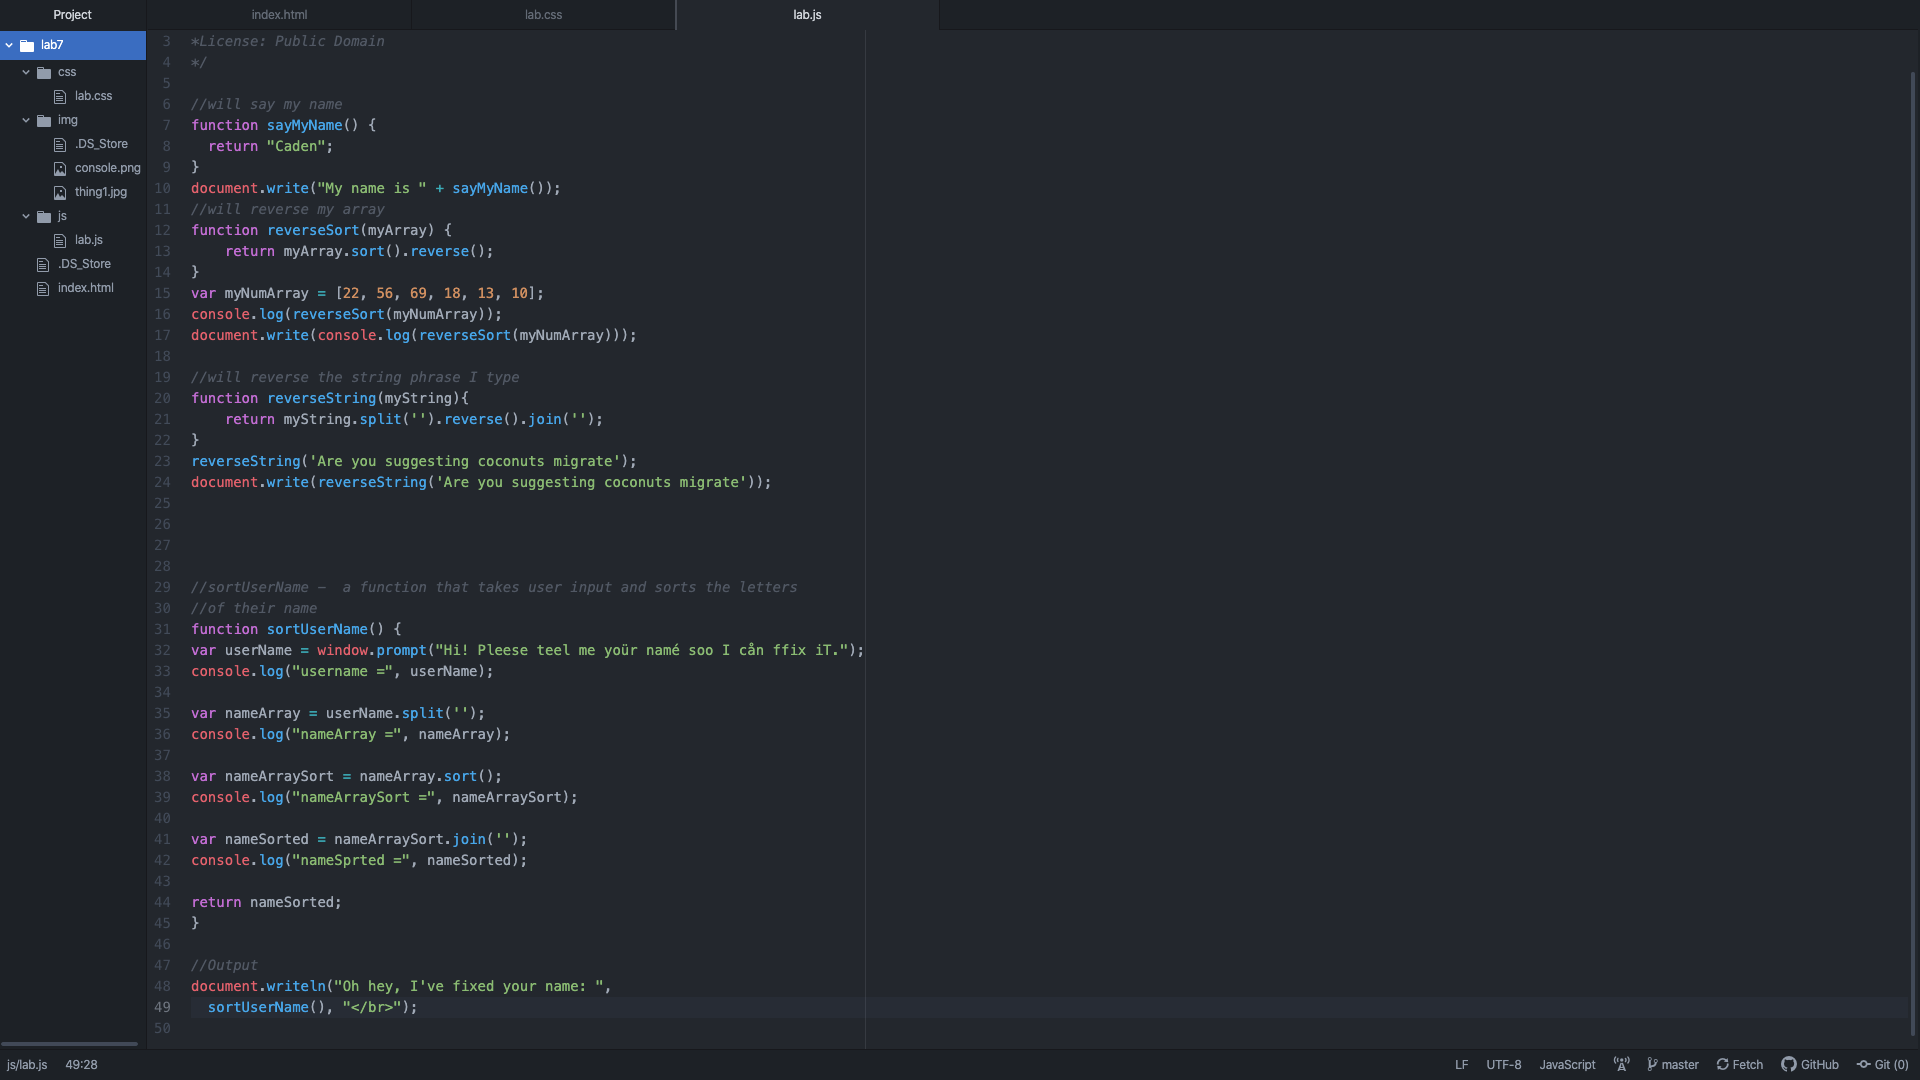 Project
index.html
lab.css
lab.js
lab7
css
lab.css
img
.DS_Store
console.png
thing1.jpg
js
lab.js
.DS_Store
index.html
3 *License: Public Domain
4 */
5
6 //will say my name
7 function sayMyName() {
8   return "Caden";
9 }
10 document.write("My name is " + sayMyName());
11 //will reverse my array
12 function reverseSort(myArray) {
13     return myArray.sort().reverse();
14 }
15 var myNumArray = [22, 56, 69, 18, 13, 10];
16 console.log(reverseSort(myNumArray));
17 document.write(console.log(reverseSort(myNumArray)));
18
19 //will reverse the string phrase I type
20 function reverseString(myString){
21     return myString.split('').reverse().join('');
22 }
23 reverseString('Are you suggesting coconuts migrate');
24 document.write(reverseString('Are you suggesting coconuts migrate'));
25
26
27
28
29 //sortUserName -  a function that takes user input and sorts the letters
30 //of their name
31 function sortUserName() {
32 var userName = window.prompt("Hi! Pleese teel me yoür namé soo I cån ffix iT.");
33 console.log("username =", userName);
34
35 var nameArray = userName.split('');
36 console.log("nameArray =", nameArray);
37
38 var nameArraySort = nameArray.sort();
39 console.log("nameArraySort =", nameArraySort);
40
41 var nameSorted = nameArraySort.join('');
42 console.log("nameSprted =", nameSorted);
43
44 return nameSorted;
45 }
46
47 //Output
48 document.writeln("Oh hey, I've fixed your name: ",
49   sortUserName(), "</br>");
50
js/lab.js 49:28
LF UTF-8 JavaScript master Fetch GitHub Git (0)